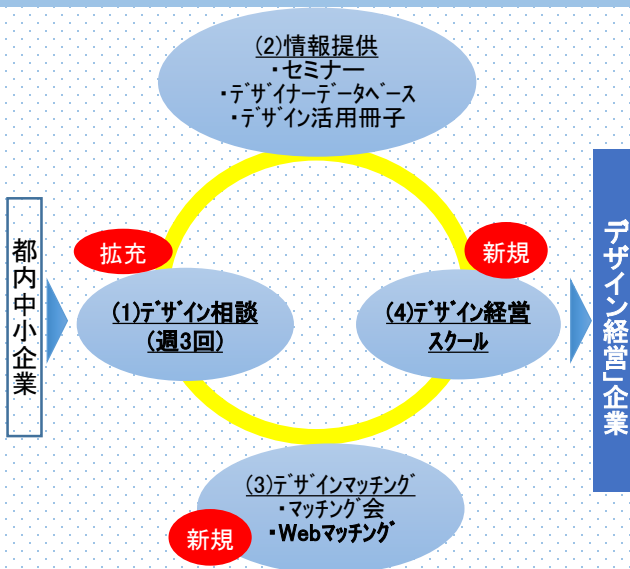 (2)情報提供
・セミナー
・ﾃﾞｻﾞｲﾅｰﾃﾞｰﾀﾍﾞｰｽ
・ﾃﾞｻﾞｲﾝ活用冊子
拡充
新規
都内中小企業
(1)ﾃﾞｻﾞｲﾝ相談
(週3回)
(4)ﾃﾞｻﾞｲﾝ経営
ｽｸｰﾙ
デザイン経営」企業
(3)ﾃﾞｻﾞｲﾝﾏｯﾁﾝｸﾞ
・ﾏｯﾁﾝｸﾞ会
・Webﾏｯﾁﾝｸﾞ
新規